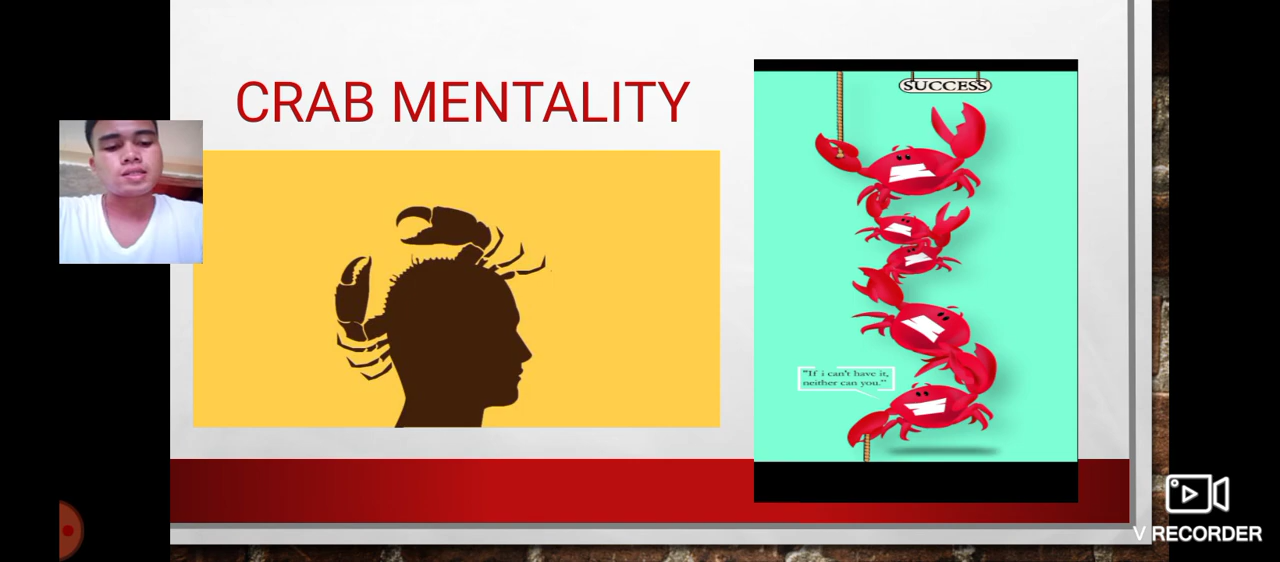 CRAB MENTALITY
SUCCESS
"If i can't have it,
neither can you."
V RECORDER